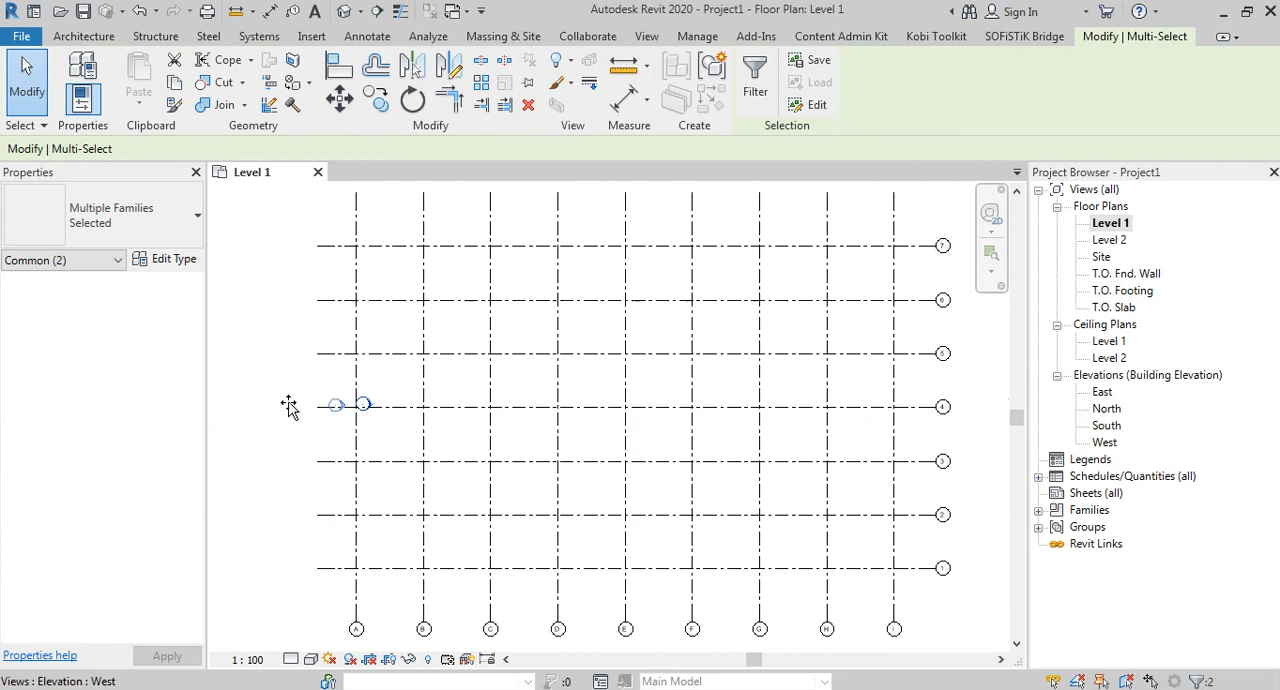 Autodesk Revit 2020 - Project1 - Floor Plan: Level 1
Sign In
File Architecture Structure Steel Systems Insert Annotate Analyze Massing & Site Collaborate View Manage Add-Ins Content Admin Kit Kobi Toolkit SOFiSTiK Bridge Modify | Multi-Select
Modify Paste Cope Cut Join Filter Save Load Edit
Select Properties Clipboard Geometry Modify View Measure Create Selection
Modify | Multi-Select
Properties
Multiple Families
Selected
Common (2) Edit Type
Properties help Apply
Level 1
2D
7
6
5
4
3
2
1
A B C D E F G H I
1 : 100
Project Browser - Project1
Views (all)
Floor Plans
Level 1
Level 2
Site
T.O. Fnd. Wall
T.O. Footing
T.O. Slab
Ceiling Plans
Level 1
Level 2
Elevations (Building Elevation)
East
North
South
West
Legends
Schedules/Quantities (all)
Sheets (all)
Families
Groups
Revit Links
Views : Elevation : West :0 Main Model :2